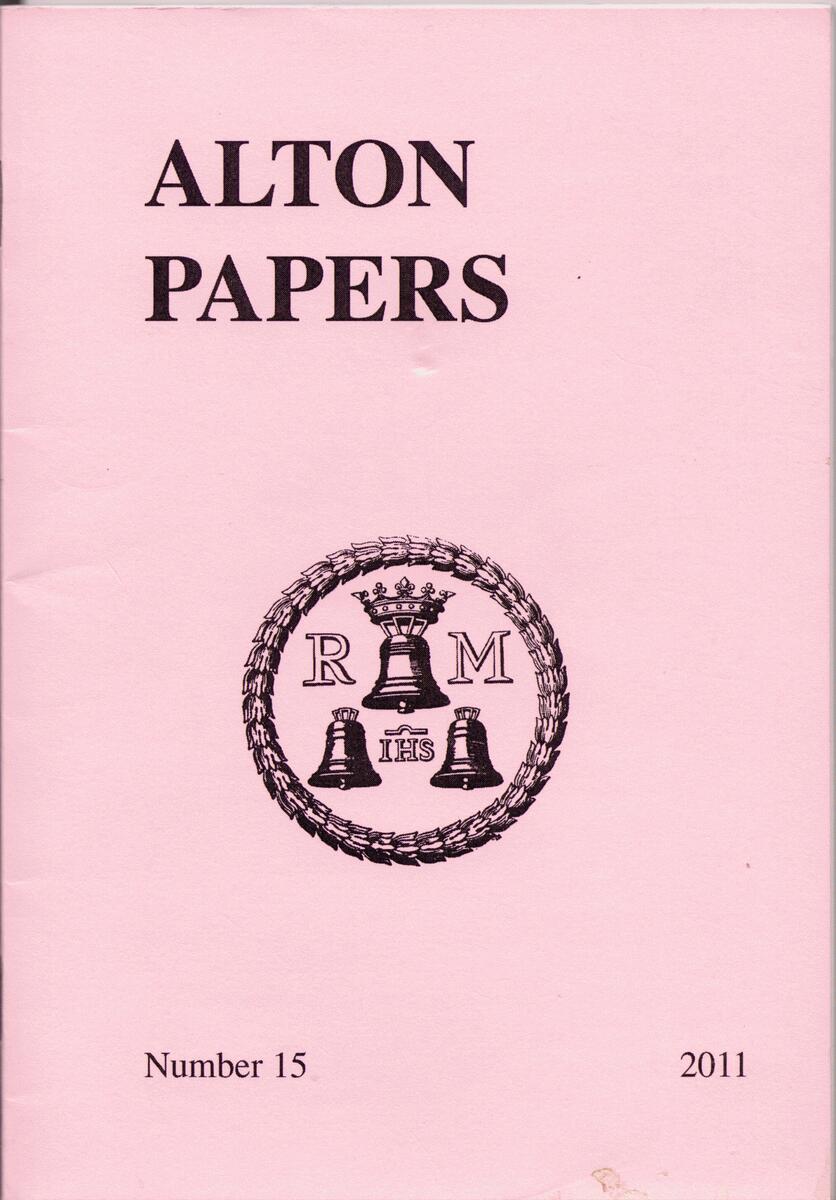 ALTON
PAPERS
R M
IHS
Number 15 2011